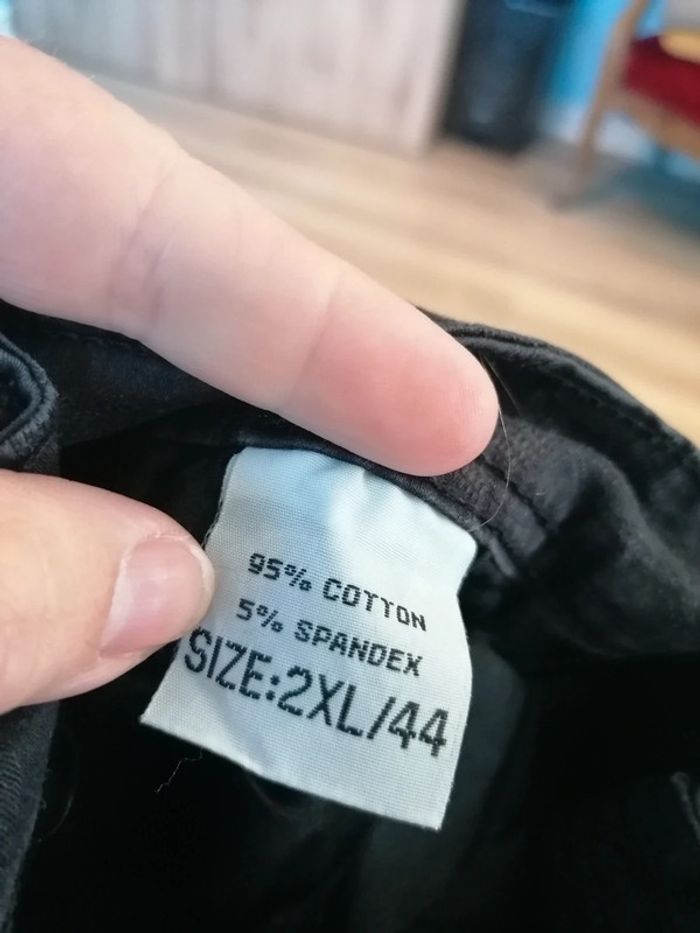 95% COTTON
5% SPANDEX
SIZE:2XL/44